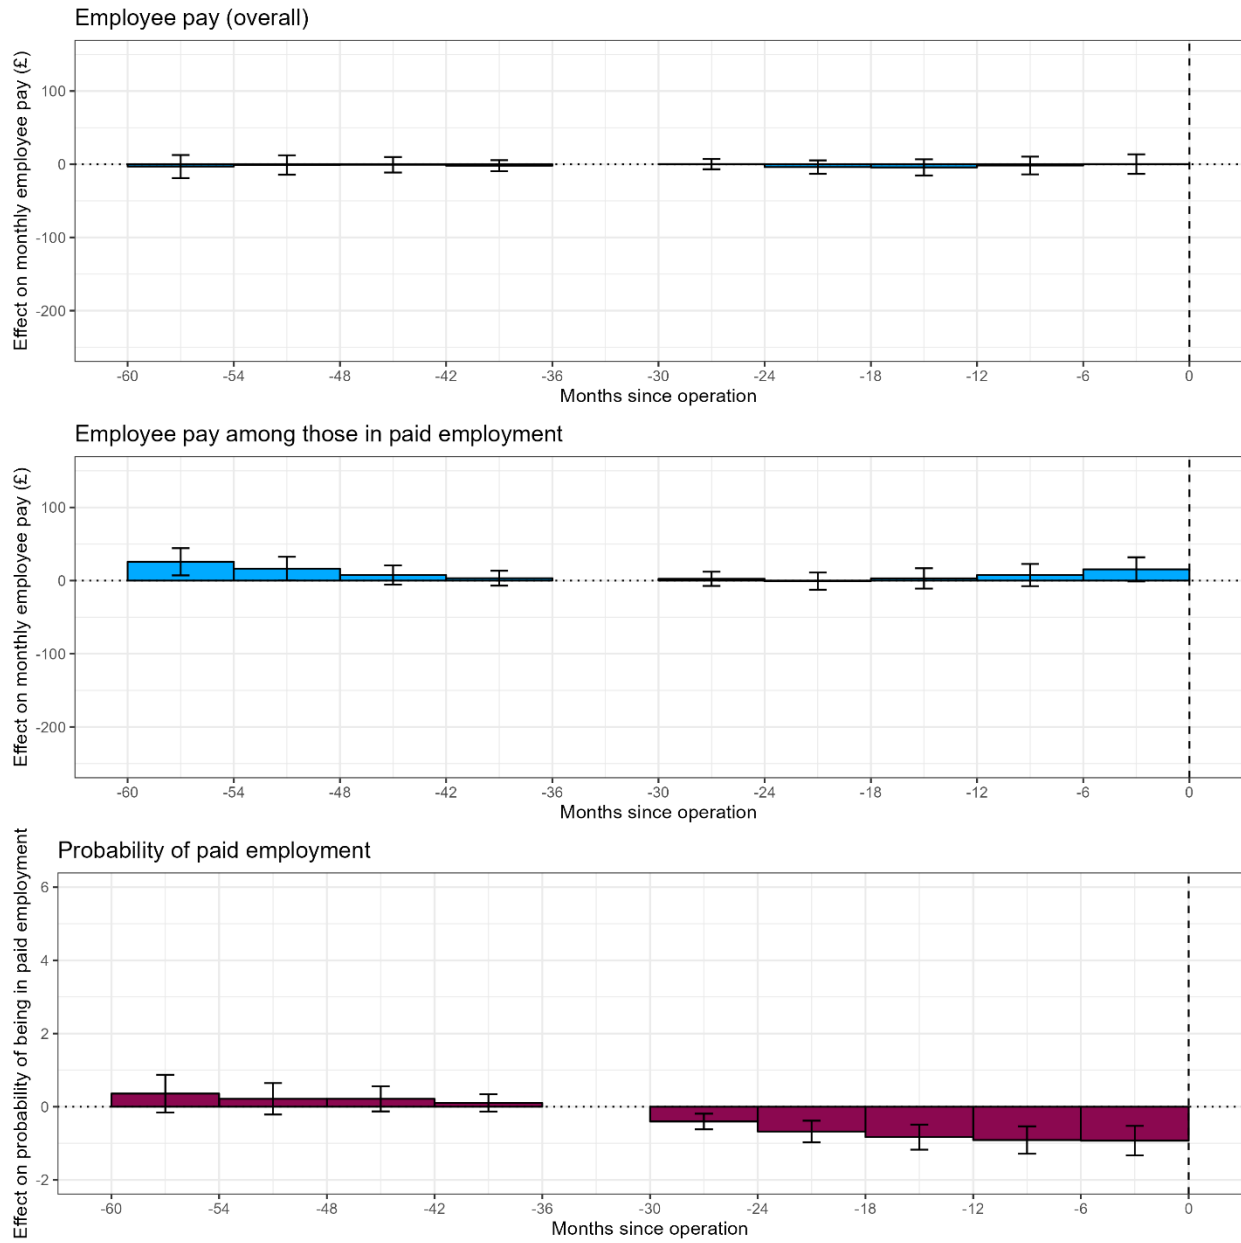 Employee pay (overall)
Effect on monthly employee pay (£)
100
0
-100
-200
-60 -54 -48 -42 -36 -30 -24 -18 -12 -6 0
Months since operation
Employee pay among those in paid employment
Effect on monthly employee pay (£)
100
0
-100
-200
-60 -54 -48 -42 -36 -30 -24 -18 -12 -6 0
Months since operation
Probability of paid employment
Effect on probability of being in paid employment
6
4
2
0
-2
-60 -54 -48 -42 -36 -30 -24 -18 -12 -6 0
Months since operation